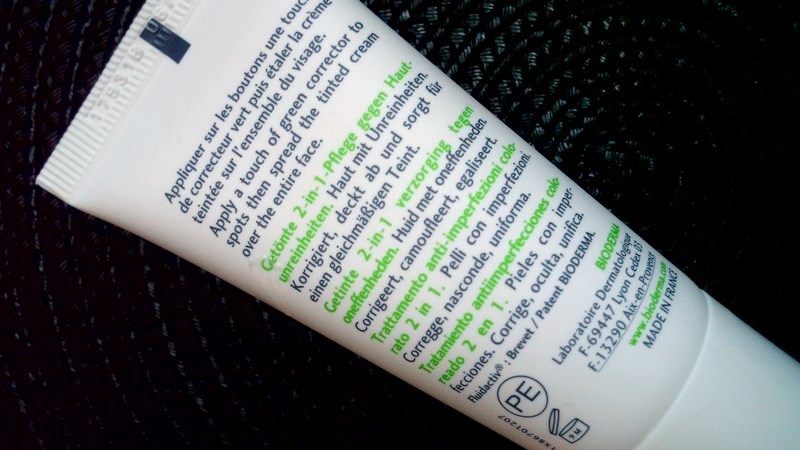 Appliquer sur les boutons une touc
de correcteur vert puis étaler la crème
teintée sur l'ensemble du visage.
Apply a touch of green corrector to
spots then spread the tinted cream
over the entire face.
Getönte 2-in-1-Pflege gegen Haut-
unreinheiten. Haut mit Unreinheiten.
Korrigiert, deckt ab und sorgt für
einen gleichmäßigen Teint.
Getinte 2-in-1 verzorging tegen
oneffenheden. Huid met oneffenheden.
Corrigeert, camoufleert, egaliseert.
Trattamento anti-imperfezioni colo-
rato 2 in 1. Pelli con imperfezioni.
Corregge, nasconde, uniforma.
Tratamiento antiimperfecciones colo-
reado 2 en 1. Pieles con imper-
fecciones. Corrige, oculta, unifica.
Fluidactiv® : Brevet / Patent BIODERMA.
BIODERMA
Laboratoire Dermatologique
F-69447 Lyon Cedex 03
F-13290 Aix-en-Provence
www.bioderma.com
MADE IN FRANCE
PE
9 M